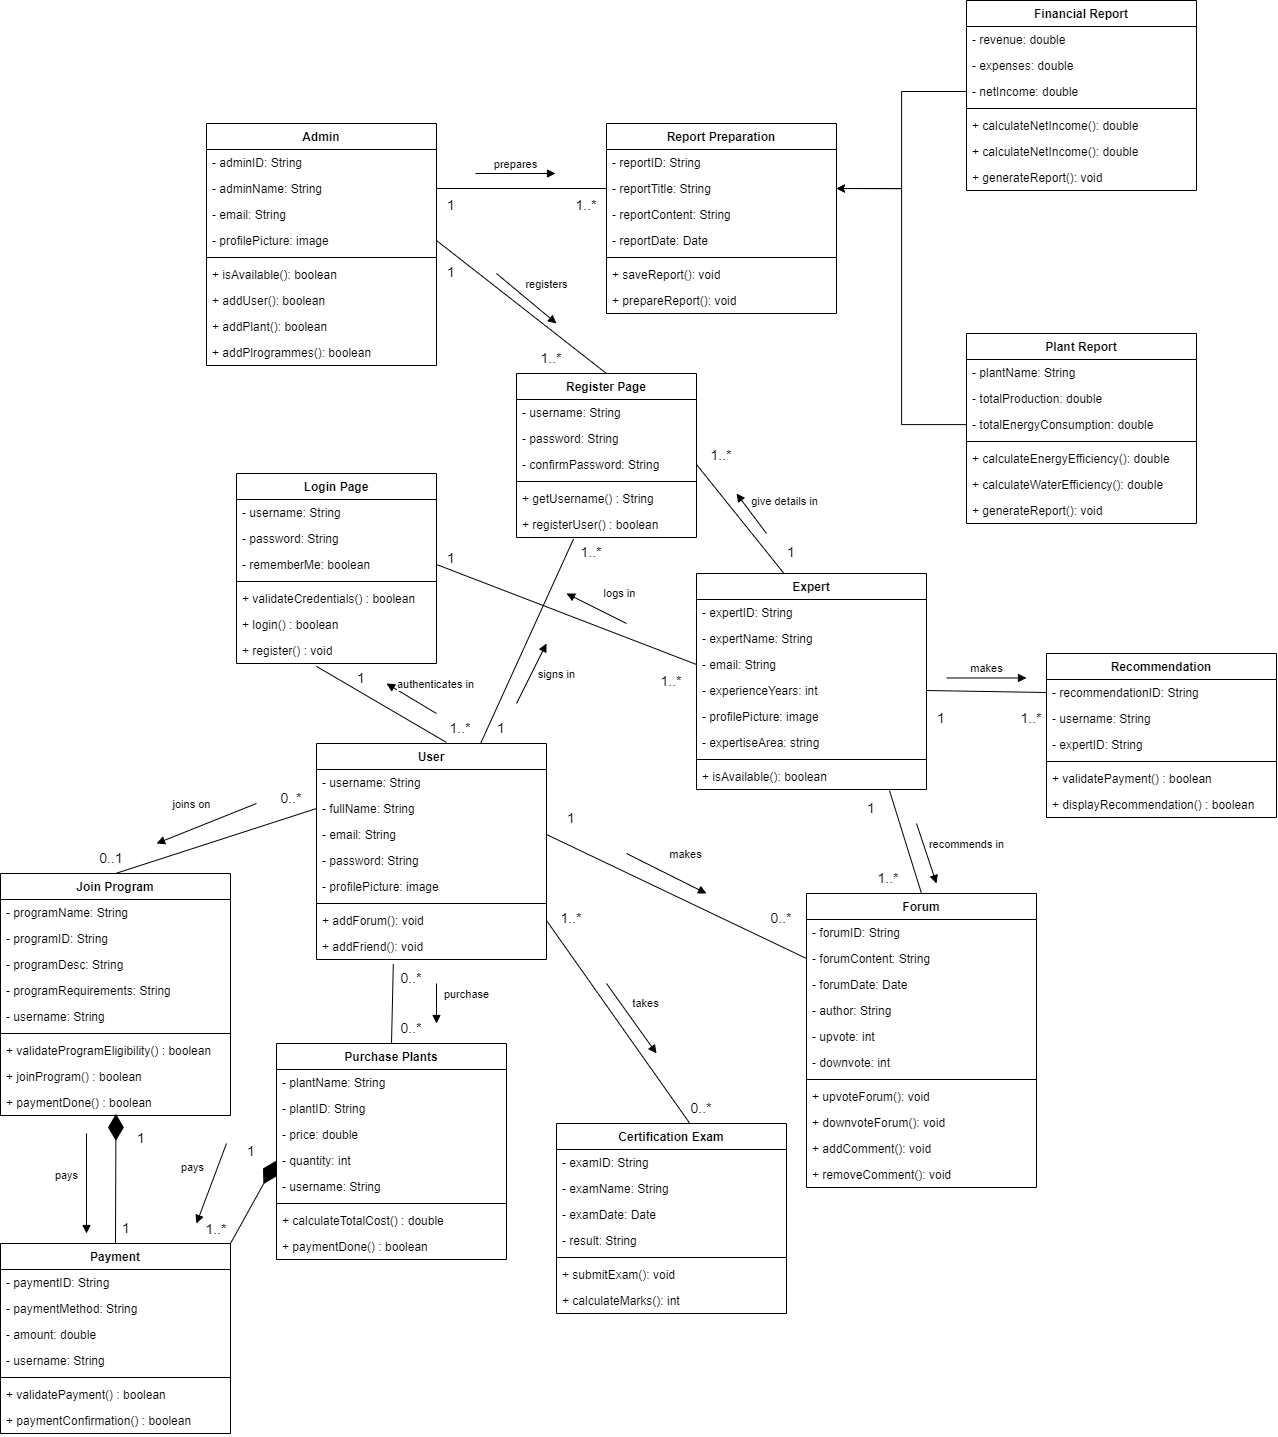 Financial Report
- revenue: double
- expenses: double
- netIncome: double
+ calculateNetIncome(): double
+ calculateNetIncome(): double
+ generateReport(): void
Admin
- adminID: String
- adminName: String
- email: String
- profilePicture: image
+ isAvailable(): boolean
+ addUser(): boolean
+ addPlant(): boolean
+ addPlrogrammes(): boolean
prepares
1
1..*
Report Preparation
- reportID: String
- reportTitle: String
- reportContent: String
- reportDate: Date
+ saveReport(): void
+ prepareReport(): void
1
registers
1..*
Plant Report
- plantName: String
- totalProduction: double
- totalEnergyConsumption: double
+ calculateEnergyEfficiency(): double
+ calculateWaterEfficiency(): double
+ generateReport(): void
Register Page
- username: String
- password: String
- confirmPassword: String
+ getUsername() : String
+ registerUser() : boolean
1..*
give details in
1
Login Page
- username: String
- password: String
- rememberMe: boolean
+ validateCredentials() : boolean
+ login() : boolean
+ register() : void
1
logs in
1..*
1..*
signs in
1
1
authenticates in
1..*
Expert
- expertID: String
- expertName: String
- email: String
- experienceYears: int
- profilePicture: image
- expertiseArea: string
+ isAvailable(): boolean
makes
1
1..*
Recommendation
- recommendationID: String
- username: String
- expertID: String
+ validatePayment() : boolean
+ displayRecommendation() : boolean
User
- username: String
- fullName: String
- email: String
- password: String
- profilePicture: image
+ addForum(): void
+ addFriend(): void
joins on
0..*
0..1
1
makes
0..*
1
recommends in
1..*
Join Program
- programName: String
- programID: String
- programDesc: String
- programRequirements: String
- username: String
+ validateProgramEligibility() : boolean
+ joinProgram() : boolean
+ paymentDone() : boolean
Forum
- forumID: String
- forumContent: String
- forumDate: Date
- author: String
- upvote: int
- downvote: int
+ upvoteForum(): void
+ downvoteForum(): void
+ addComment(): void
+ removeComment(): void
1..*
takes
0..*
0..*
purchase
0..*
Purchase Plants
- plantName: String
- plantID: String
- price: double
- quantity: int
- username: String
+ calculateTotalCost() : double
+ paymentDone() : boolean
Certification Exam
- examID: String
- examName: String
- examDate: Date
- result: String
+ submitExam(): void
+ calculateMarks(): int
1
pays
1
1
pays
1..*
Payment
- paymentID: String
- paymentMethod: String
- amount: double
- username: String
+ validatePayment() : boolean
+ paymentConfirmation() : boolean